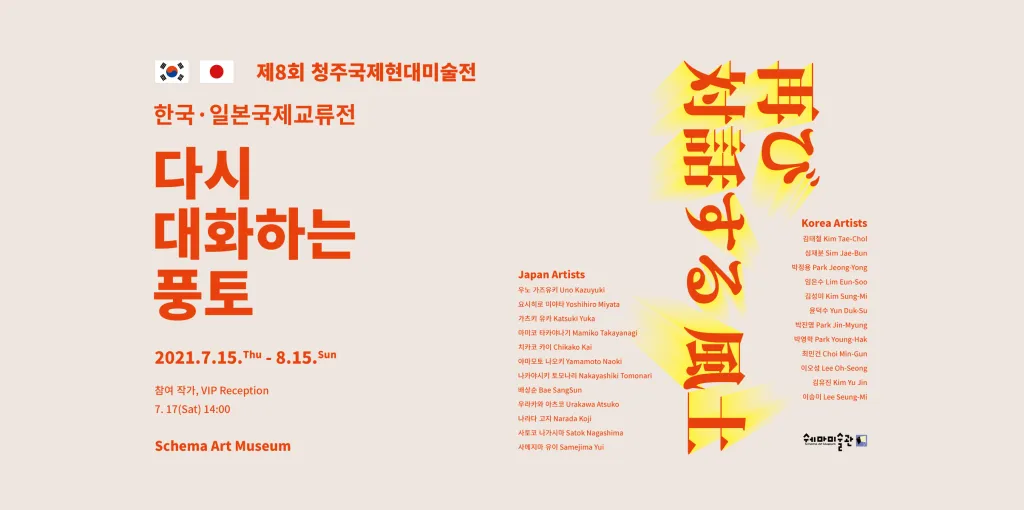 제8회 청주국제현대미술전
한국·일본국제교류전
다시
대화하는
풍토
2021.7.15.Thu - 8.15.Sun
참여 작가, VIP Reception
7. 17(Sat) 14:00
Schema Art Museum
再び
対話する風土
Japan Artists
우노 가즈유키 Uno Kazuyuki
요시히로 미야타 Yoshihiro Miyata
가츠키 유카 Katsuki Yuka
마미코 타카야나기 Mamiko Takayanagi
치카코 카이 Chikako Kai
야마모토 나오키 Yamamoto Naoki
나카야시키 토모나리 Nakayashiki Tomonari
배상순 Bae SangSun
우라카와 아츠코 Urakawa Atsuko
나라다 고지 Narada Koji
사토코 나가시마 Satok Nagashima
사메지마 유이 Samejima Yui
Korea Artists
김태철 Kim Tae-Chol
심재분 Sim Jae-Bun
박정용 Park Jeong-Yong
임은수 Lim Eun-Soo
김성미 Kim Sung-Mi
윤덕수 Yun Duk-Su
박진명 Park Jin-Myung
박영학 Park Young-Hak
최민건 Choi Min-Gun
이오성 Lee Oh-Seong
김유진 Kim Yu Jin
이승미 Lee Seung-Mi
쉐마미술관
Schema Art Museum